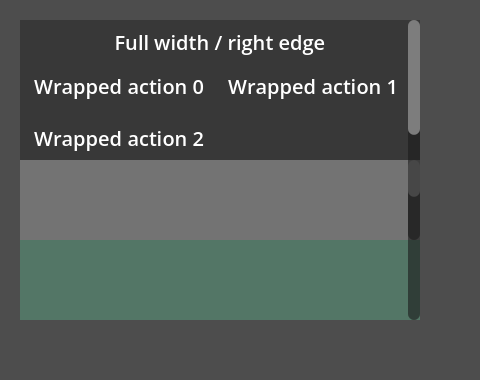 Full width / right edge
Wrapped action 0 Wrapped action 1
Wrapped action 2